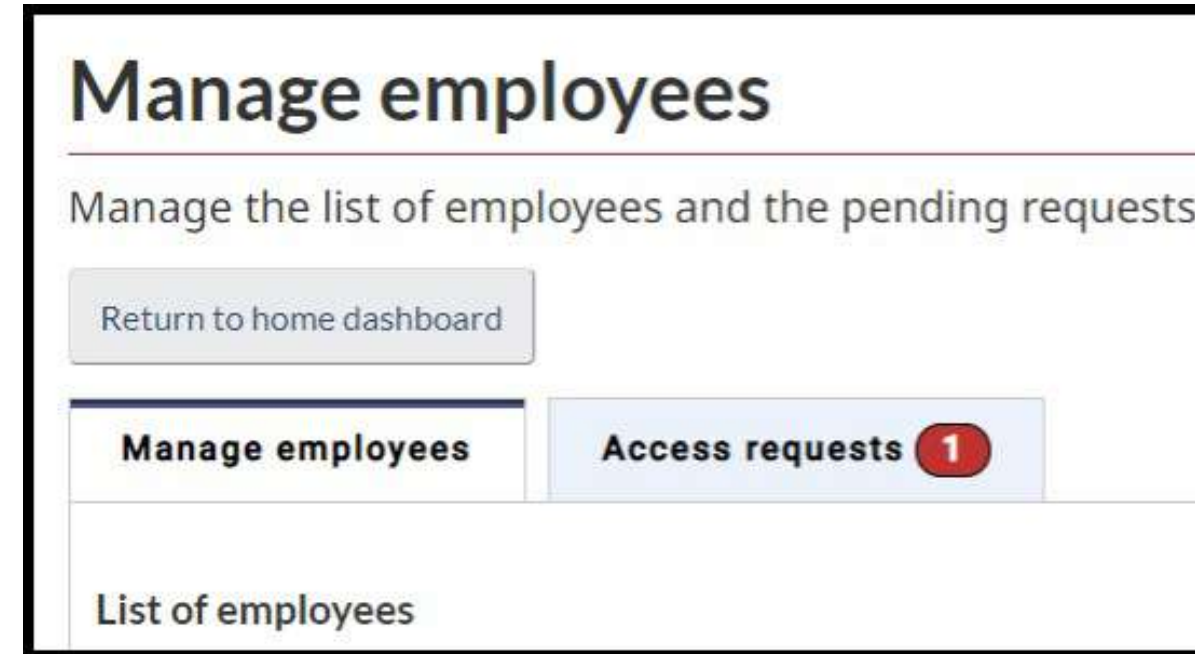 Manage employees
Manage the list of employees and the pending requests
Return to home dashboard
Manage employees Access requests 1
List of employees